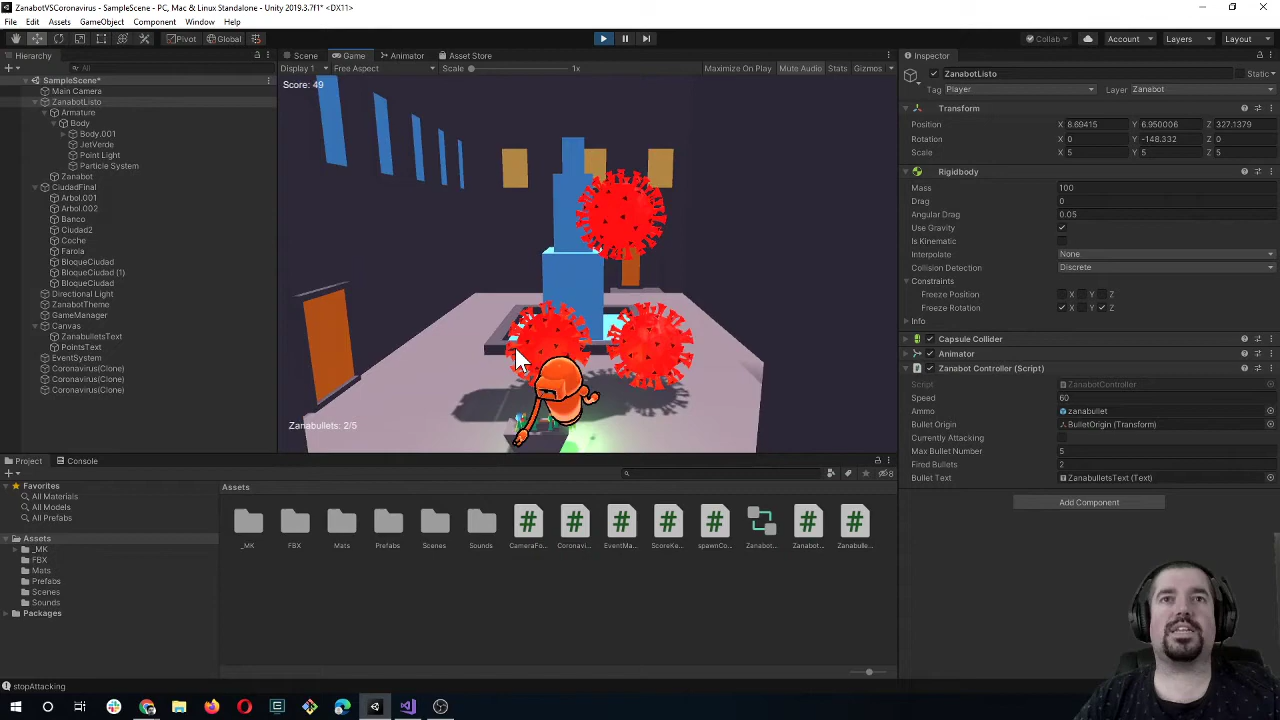 ZanabotVSCoronavirus - SampleScene - PC, Mac & Linux Standalone - Unity 2019.3.7f1* <DX11>
File Edit Assets GameObject Component Window Help
Pivot Global Collab Account Layers Layout
Hierarchy
All
SampleScene*
Main Camera
ZanabotListo
Armature
Body
Body.001
JetVerde
Point Light
Particle System
Zanabot
CiudadFinal
Arbol.001
Arbol.002
Banco
Ciudad2
Coche
Farola
BloqueCiudad
BloqueCiudad (1)
BloqueCiudad
Directional Light
ZanabotTheme
GameManager
Canvas
ZanabulletsText
PointsText
EventSystem
Coronavirus(Clone)
Coronavirus(Clone)
Coronavirus(Clone)
Scene Game Animator Asset Store
Display 1 Free Aspect Scale 1x Maximize On Play Mute Audio Stats Gizmos
Score: 49
Zanabullets: 2/5
Inspector
ZanabotListo Static
Tag Player Layer Zanabot
Transform
Position X 8.69415 Y 6.950006 Z 327.1379
Rotation X 0 Y -148.332 Z 0
Scale X 5 Y 5 Z 5
Rigidbody
Mass 100
Drag 0
Angular Drag 0.05
Use Gravity
Is Kinematic
Interpolate None
Collision Detection Discrete
Constraints
Freeze Position X Y Z
Freeze Rotation X Y Z
Info
Capsule Collider
Animator
Zanabot Controller (Script)
Script ZanabotController
Speed 60
Ammo zanabullet
Bullet Origin BulletOrigin (Transform)
Currently Attacking
Max Bullet Number 5
Fired Bullets 2
Bullet Text ZanabulletsText (Text)
Add Component
Project Console
8
Favorites
All Materials
All Models
All Prefabs
Assets
_MK
FBX
Mats
Prefabs
Scenes
Sounds
Packages
Assets
_MK FBX Mats Prefabs Scenes Sounds CameraFo... Coronavi... EventMa... ScoreKe... spawnCo... Zanabot... Zanabot... Zanabulle...
stopAttacking